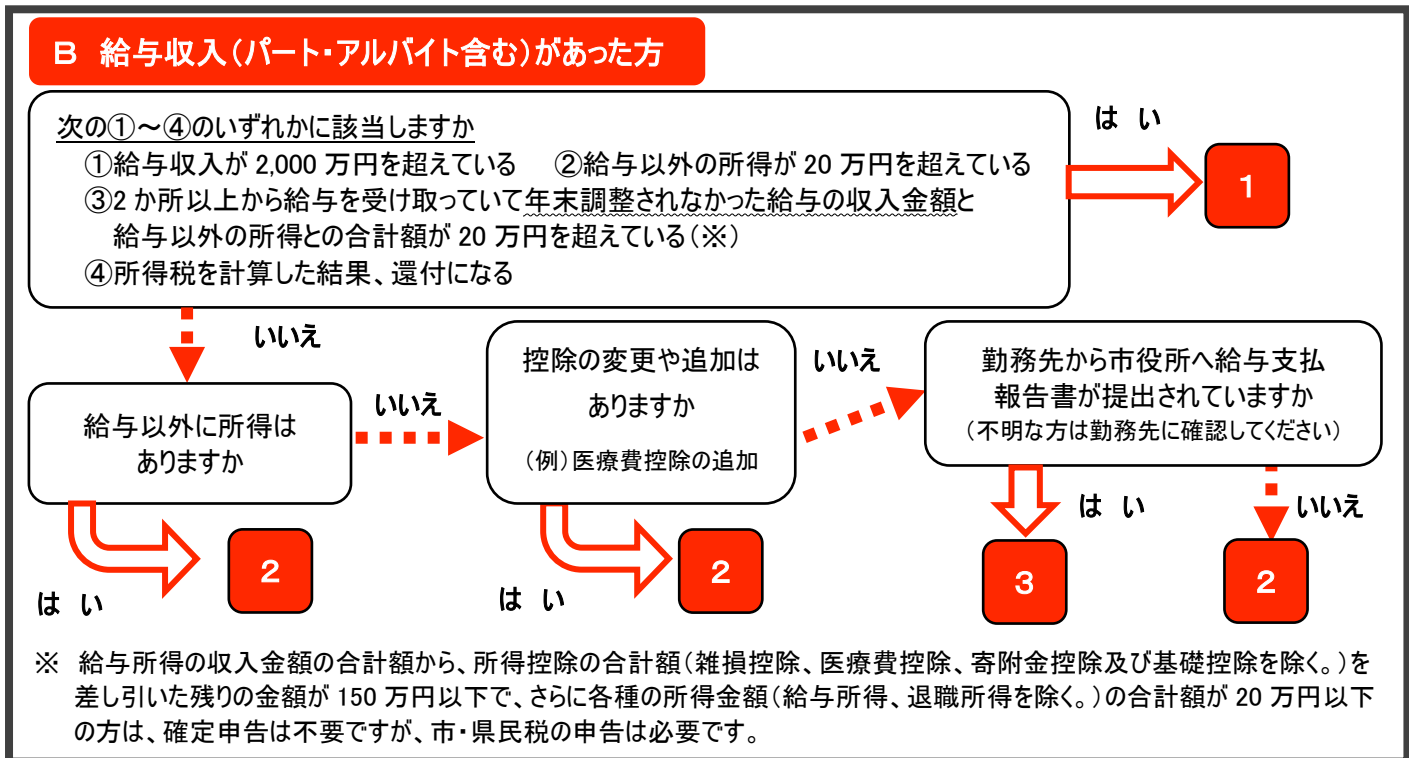 B 給与収入(パート・アルバイト含む)があった方
次の①～④のいずれかに該当しますか
①給与収入が 2,000 万円を超えている ②給与以外の所得が 20 万円を超えている
③2 か所以上から給与を受け取っていて年末調整されなかった給与の収入金額と
給与以外の所得との合計額が 20 万円を超えている(※)
④所得税を計算した結果、還付になる
は い
1
いいえ
給与以外に所得は
ありますか
は い
2
いいえ
控除の変更や追加は
ありますか
(例)医療費控除の追加
は い
2
いいえ
勤務先から市役所へ給与支払
報告書が提出されていますか
(不明な方は勤務先に確認してください)
は い
3
いいえ
2
※ 給与所得の収入金額の合計額から、所得控除の合計額(雑損控除、医療費控除、寄附金控除及び基礎控除を除く。)を
差し引いた残りの金額が 150 万円以下で、さらに各種の所得金額(給与所得、退職所得を除く。)の合計額が 20 万円以下
の方は、確定申告は不要ですが、市・県民税の申告は必要です。